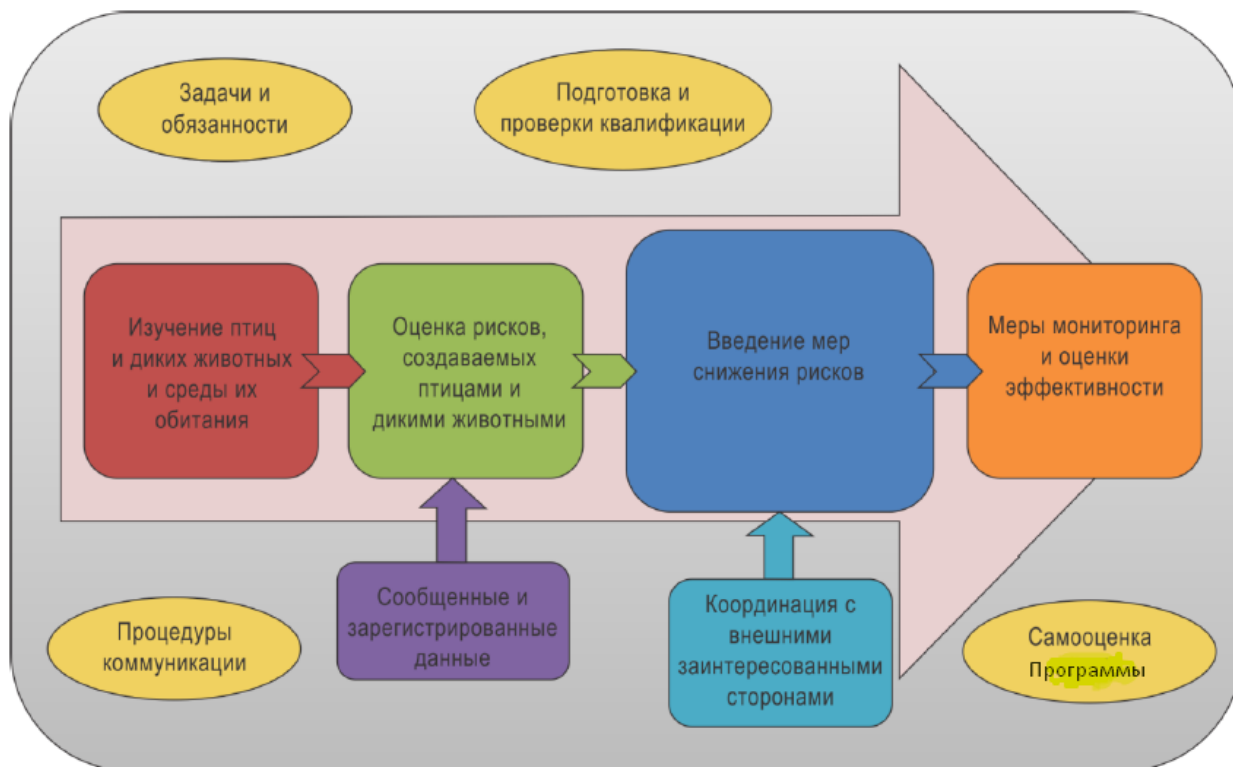 Задачи и
обязанности
Подготовка и
проверки квалификации
Изучение птиц
и диких животных
и среды их
обитания
Оценка рисков,
создаваемых
птицами и
дикими животными
Введение мер
снижения рисков
Меры мониторинга
и оценки
эффективности
Процедуры
коммуникации
Сообщенные и
зарегистрированные
данные
Координация с
внешними
заинтересованными
сторонами
Самооценка
Программы